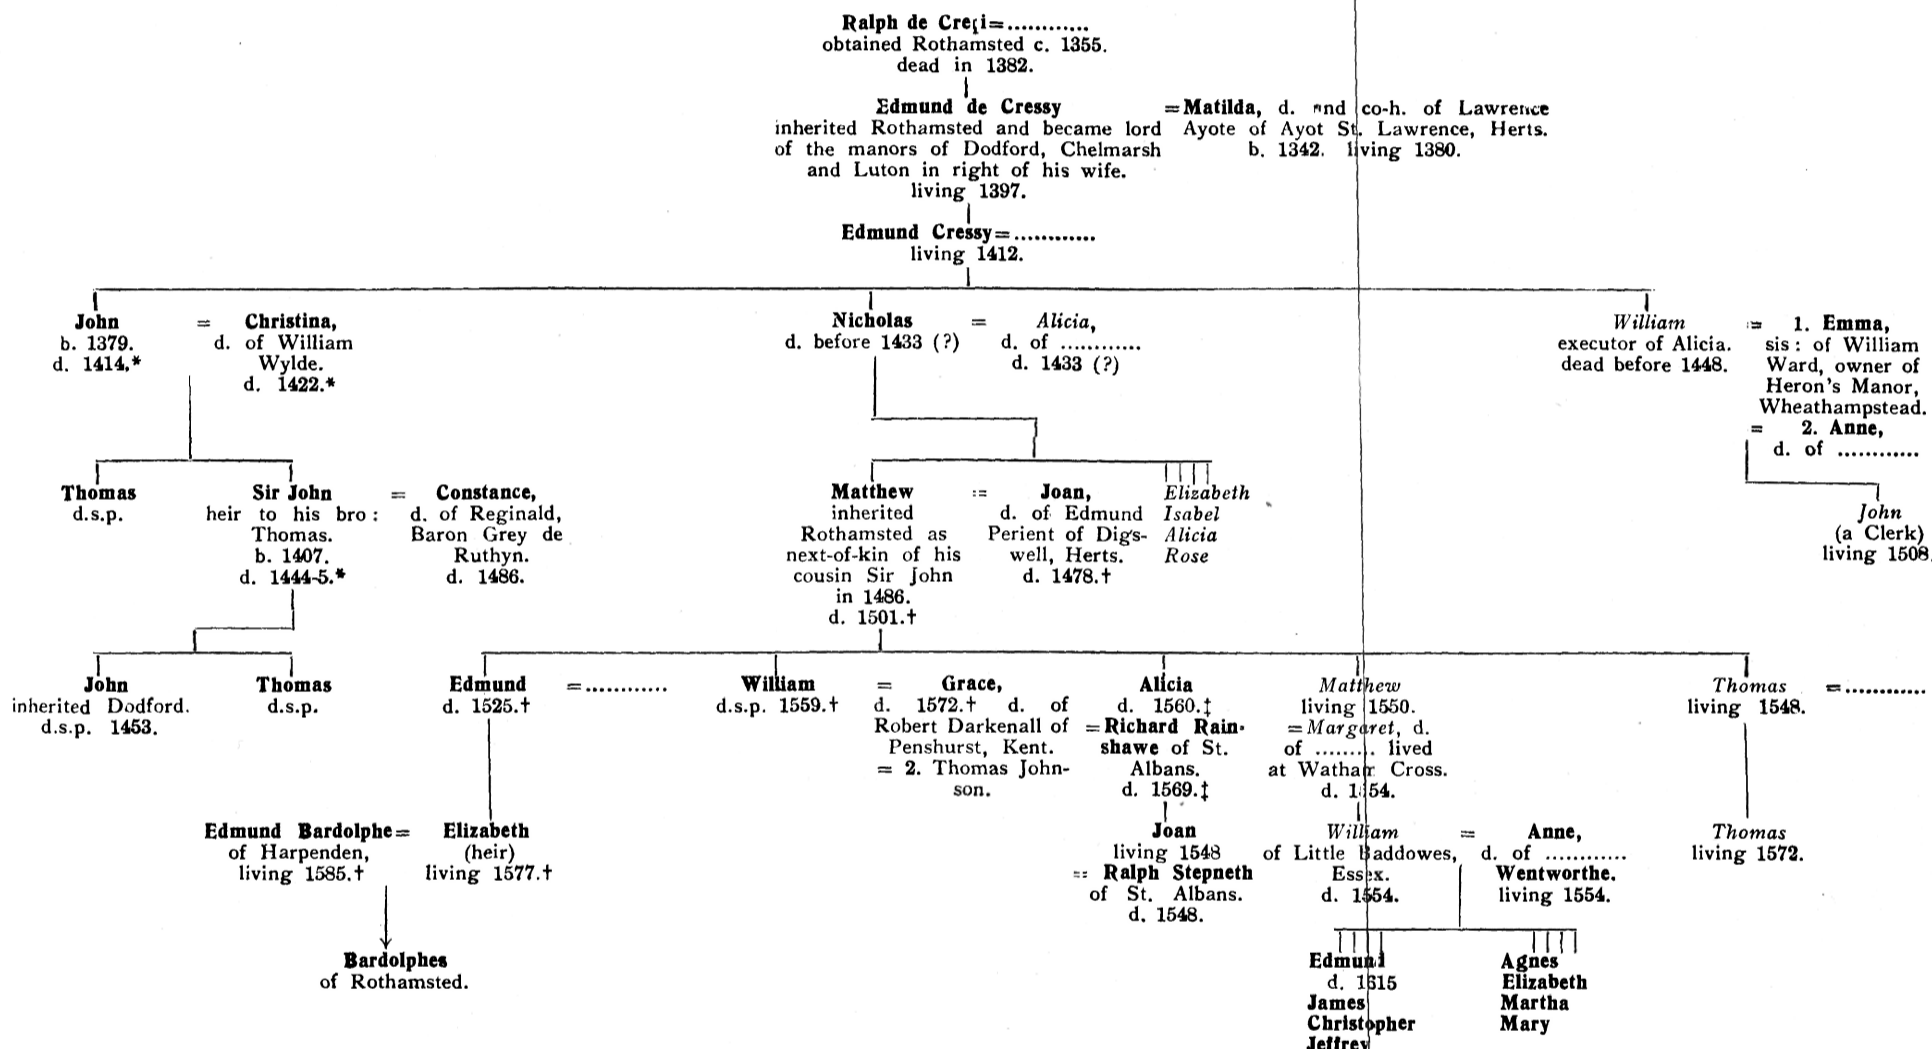 Ralph de Creſi=............
obtained Rothamsted c. 1355.
dead in 1382.
Edmund de Cressy
inherited Rothamsted and became lord
of the manors of Dodford, Chelmarsh
and Luton in right of his wife.
living 1397.
=Matilda, d. and co-h. of Lawrence
Ayote of Ayot St. Lawrence, Herts.
b. 1342. living 1380.
Edmund Cressy=............
living 1412.
John
b. 1379.
d. 1414.*
=
Christina,
d. of William
Wylde.
d. 1422.*
Nicholas
d. before 1433 (?)
=
Alicia,
d. of ............
d. 1433 (?)
William
executor of Alicia.
dead before 1448.
= 1. Emma,
sis: of William
Ward, owner of
Heron's Manor,
Wheathampstead.
= 2. Anne,
d. of ............
Thomas
d.s.p.
Sir John
heir to his bro:
Thomas.
b. 1407.
d. 1444-5.*
=
Constance,
d. of Reginald,
Baron Grey de
Ruthyn.
d. 1486.
Matthew
inherited
Rothamsted as
next-of-kin of his
cousin Sir John
in 1486.
d. 1501.†
=
Joan,
d. of Edmund
Perient of Digs-
well, Herts.
d. 1478.†
Elizabeth
Isabel
Alicia
Rose
John
(a Clerk)
living 1508
John
inherited Dodford.
d.s.p. 1453.
Thomas
d.s.p.
Edmund =............
d. 1525.†
William
d.s.p. 1559.†
=
Grace,
d. 1572.† d. of
Robert Darkenall of
Penshurst, Kent.
= 2. Thomas John-
son.
Alicia
d. 1560.‡
=Richard Rain-
shawe of St.
Albans.
d. 1569.‡
Matthew
living 1550.
=Margaret, d.
of ......... lived
at Watham Cross.
d. 1554.
Thomas =............
living 1548.
Edmund Bardolphe=
of Harpenden,
living 1585.†
Elizabeth
(heir)
living 1577.†
Joan
living 1548
= Ralph Stepneth
of St. Albans.
d. 1548.
William
of Little Baddowes,
Essex.
d. 1554.
=
Anne,
d. of ............
Wentworthe.
living 1554.
Thomas
living 1572.
Bardolphes
of Rothamsted.
Edmund
d. 1615
James
Christopher
Jeffrey
Agnes
Elizabeth
Martha
Mary